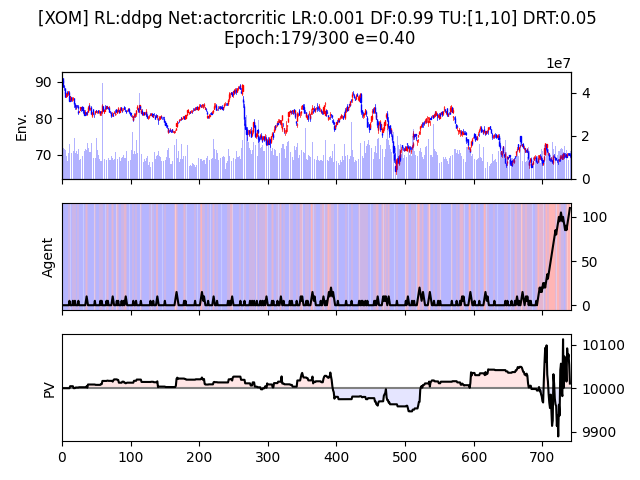 [XOM] RL:ddpg Net:actorcritic LR:0.001 DF:0.99 TU:[1,10] DRT:0.05
Epoch:179/300 e=0.40
1e7
90
80
70
Env.
4
2
0
Agent
100
50
0
PV
10100
10000
9900
0 100 200 300 400 500 600 700